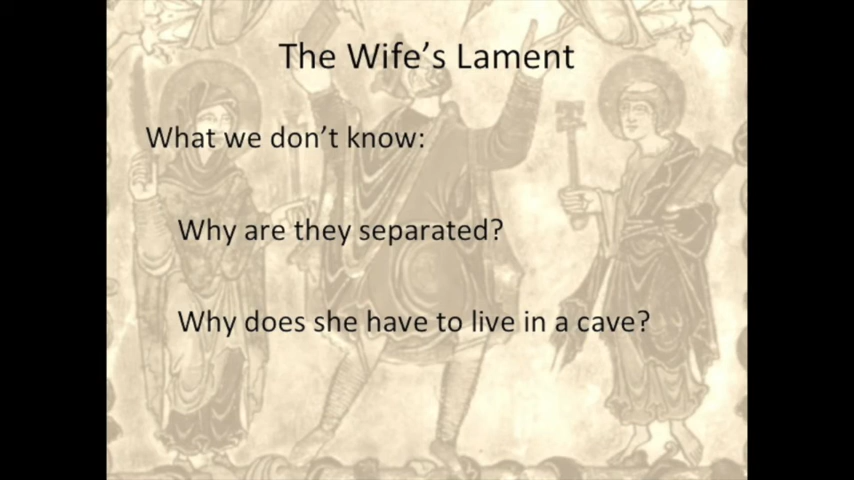 The Wife’s Lament
What we don’t know:
Why are they separated?
Why does she have to live in a cave?